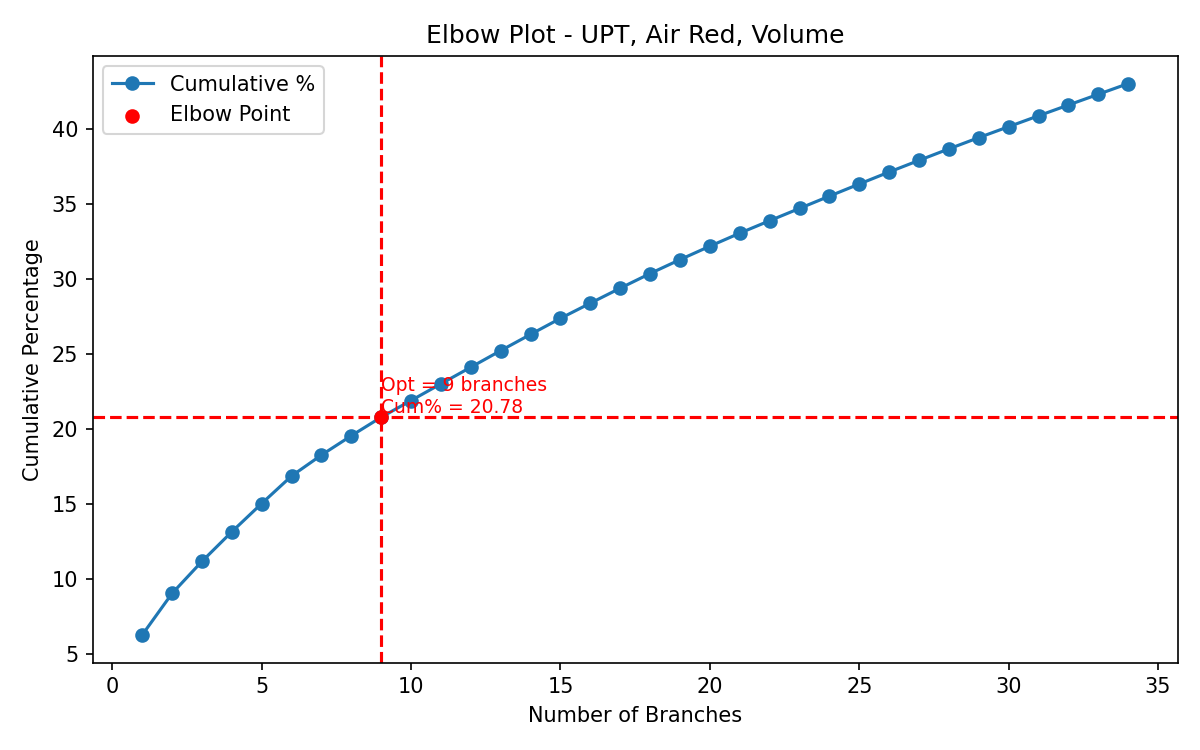 Elbow Plot - UPT, Air Red, Volume
Cumulative %
Elbow Point
Cumulative Percentage
40
35
30
25
20
15
10
5
Opt = 9 branches
Cum% = 20.78
0 5 10 15 20 25 30 35
Number of Branches